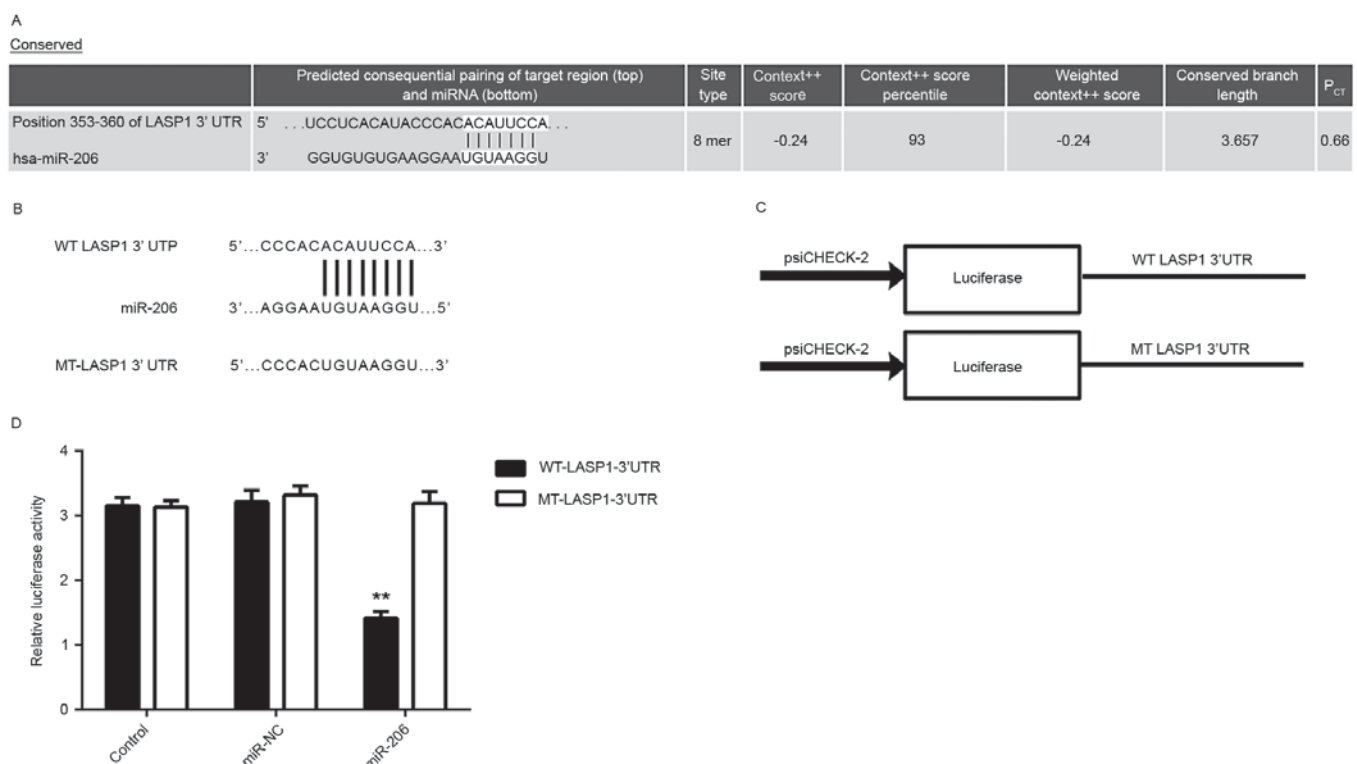 A
Conserved
Predicted consequential pairing of target region (top)
and miRNA (bottom)
Site
type
Context++
score
Context++ score
percentile
Weighted
context++ score
Conserved branch
length
PCT
Position 353-360 of LASP1 3' UTR 5' ...UCCUCACAUACCCACACAUUCCA...
hsa-miR-206 3' GGUGUGUGAAGGAAUGUAAGGU
8 mer -0.24 93 -0.24 3.657 0.66
B
WT LASP1 3' UTP 5'...CCCACACAUUCCA...3'
miR-206 3'...AGGAAUGUAAGGU...5'
MT-LASP1 3' UTR 5'...CCCACUGUAAGGU...3'
C
psiCHECK-2 Luciferase WT LASP1 3'UTR
psiCHECK-2 Luciferase MT LASP1 3'UTR
D
Relative luciferase activity
4
3
2
1
0
**
Control
miR-NC
miR-206
WT-LASP1-3'UTR
MT-LASP1-3'UTR